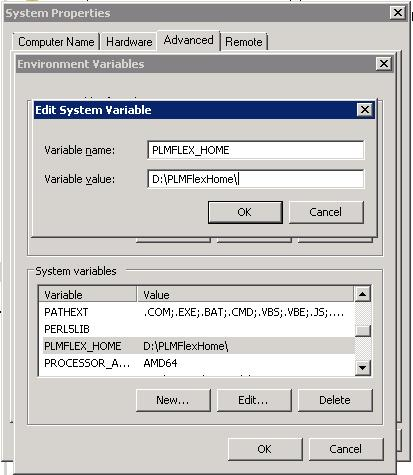 System Properties
Computer Name Hardware Advanced Remote
Environment Variables
Edit System Variable
Variable name: PLMFLEX_HOME
Variable value: D:\PLMFlexHome\
OK Cancel
System variables
Variable Value
PATHEXT .COM;.EXE;.BAT;.CMD;.VBS;.VBE;.JS;....
PERL5LIB
PLMFLEX_HOME D:\PLMFlexHome\
PROCESSOR_A... AMD64
New... Edit... Delete
OK Cancel